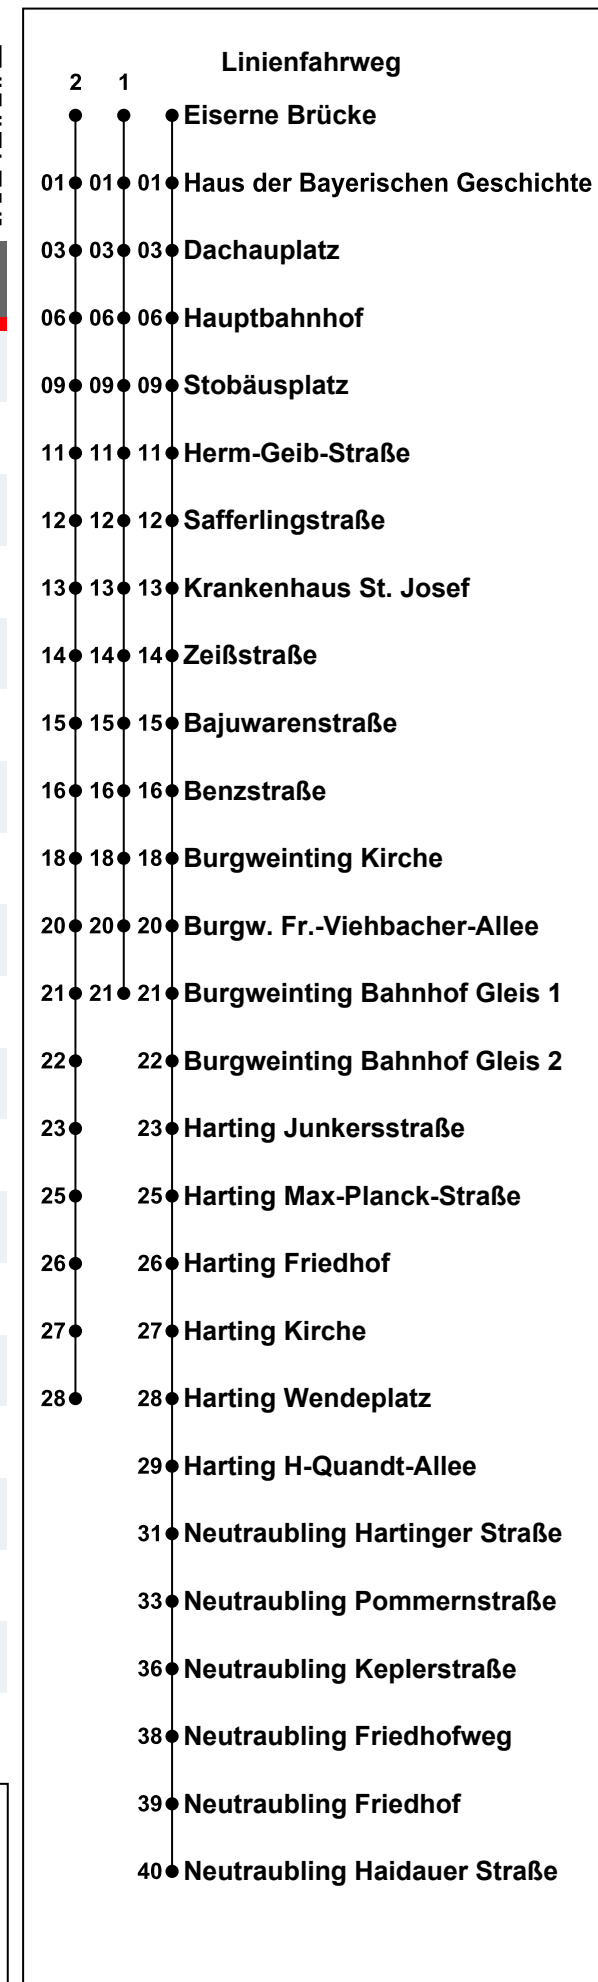 Linienfahrweg
2 1
Eiserne Brücke
01 01 01 Haus der Bayerischen Geschichte
03 03 03 Dachauplatz
06 06 06 Hauptbahnhof
09 09 09 Stobäusplatz
11 11 11 Herm-Geib-Straße
12 12 12 Safferlingstraße
13 13 13 Krankenhaus St. Josef
14 14 14 Zeißstraße
15 15 15 Bajuwarenstraße
16 16 16 Benzstraße
18 18 18 Burgweinting Kirche
20 20 20 Burgw. Fr.-Viehbacher-Allee
21 21 21 Burgweinting Bahnhof Gleis 1
22 22 Burgweinting Bahnhof Gleis 2
23 23 Harting Junkersstraße
25 25 Harting Max-Planck-Straße
26 26 Harting Friedhof
27 27 Harting Kirche
28 28 Harting Wendeplatz
29 Harting H-Quandt-Allee
31 Neutraubling Hartinger Straße
33 Neutraubling Pommernstraße
36 Neutraubling Keplerstraße
38 Neutraubling Friedhofweg
39 Neutraubling Friedhof
40 Neutraubling Haidauer Straße